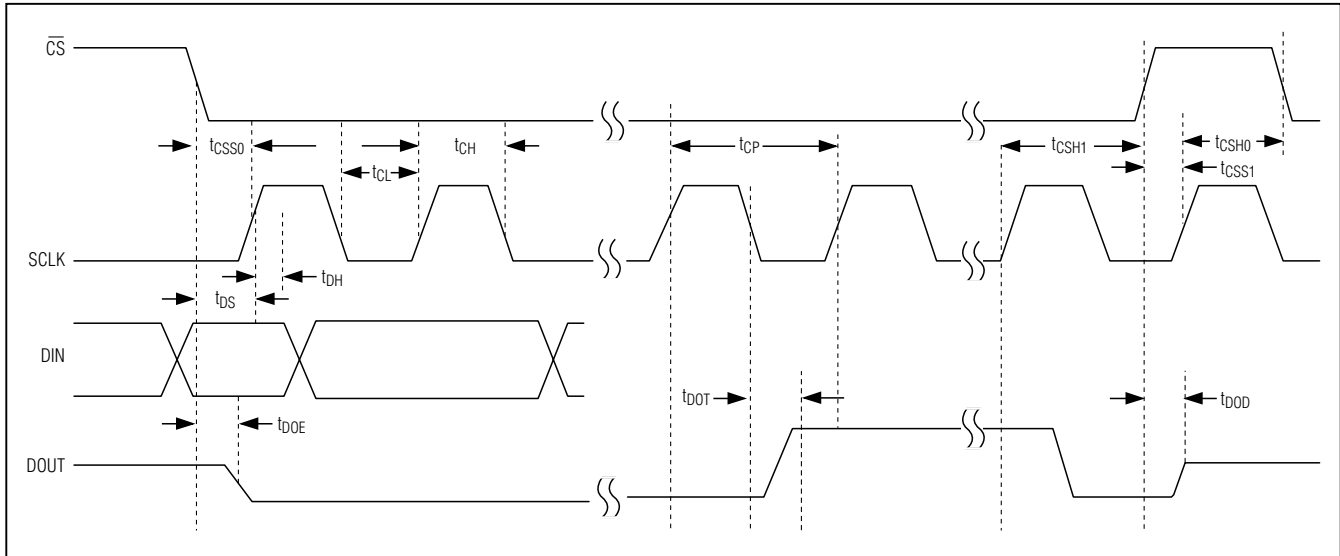 CS
tCSS0
tCH
tCP
tCSH1
tCSH0
tCL
tCSS1
SCLK
tDH
tDS
DIN
tDOT
tDOD
tDOE
DOUT